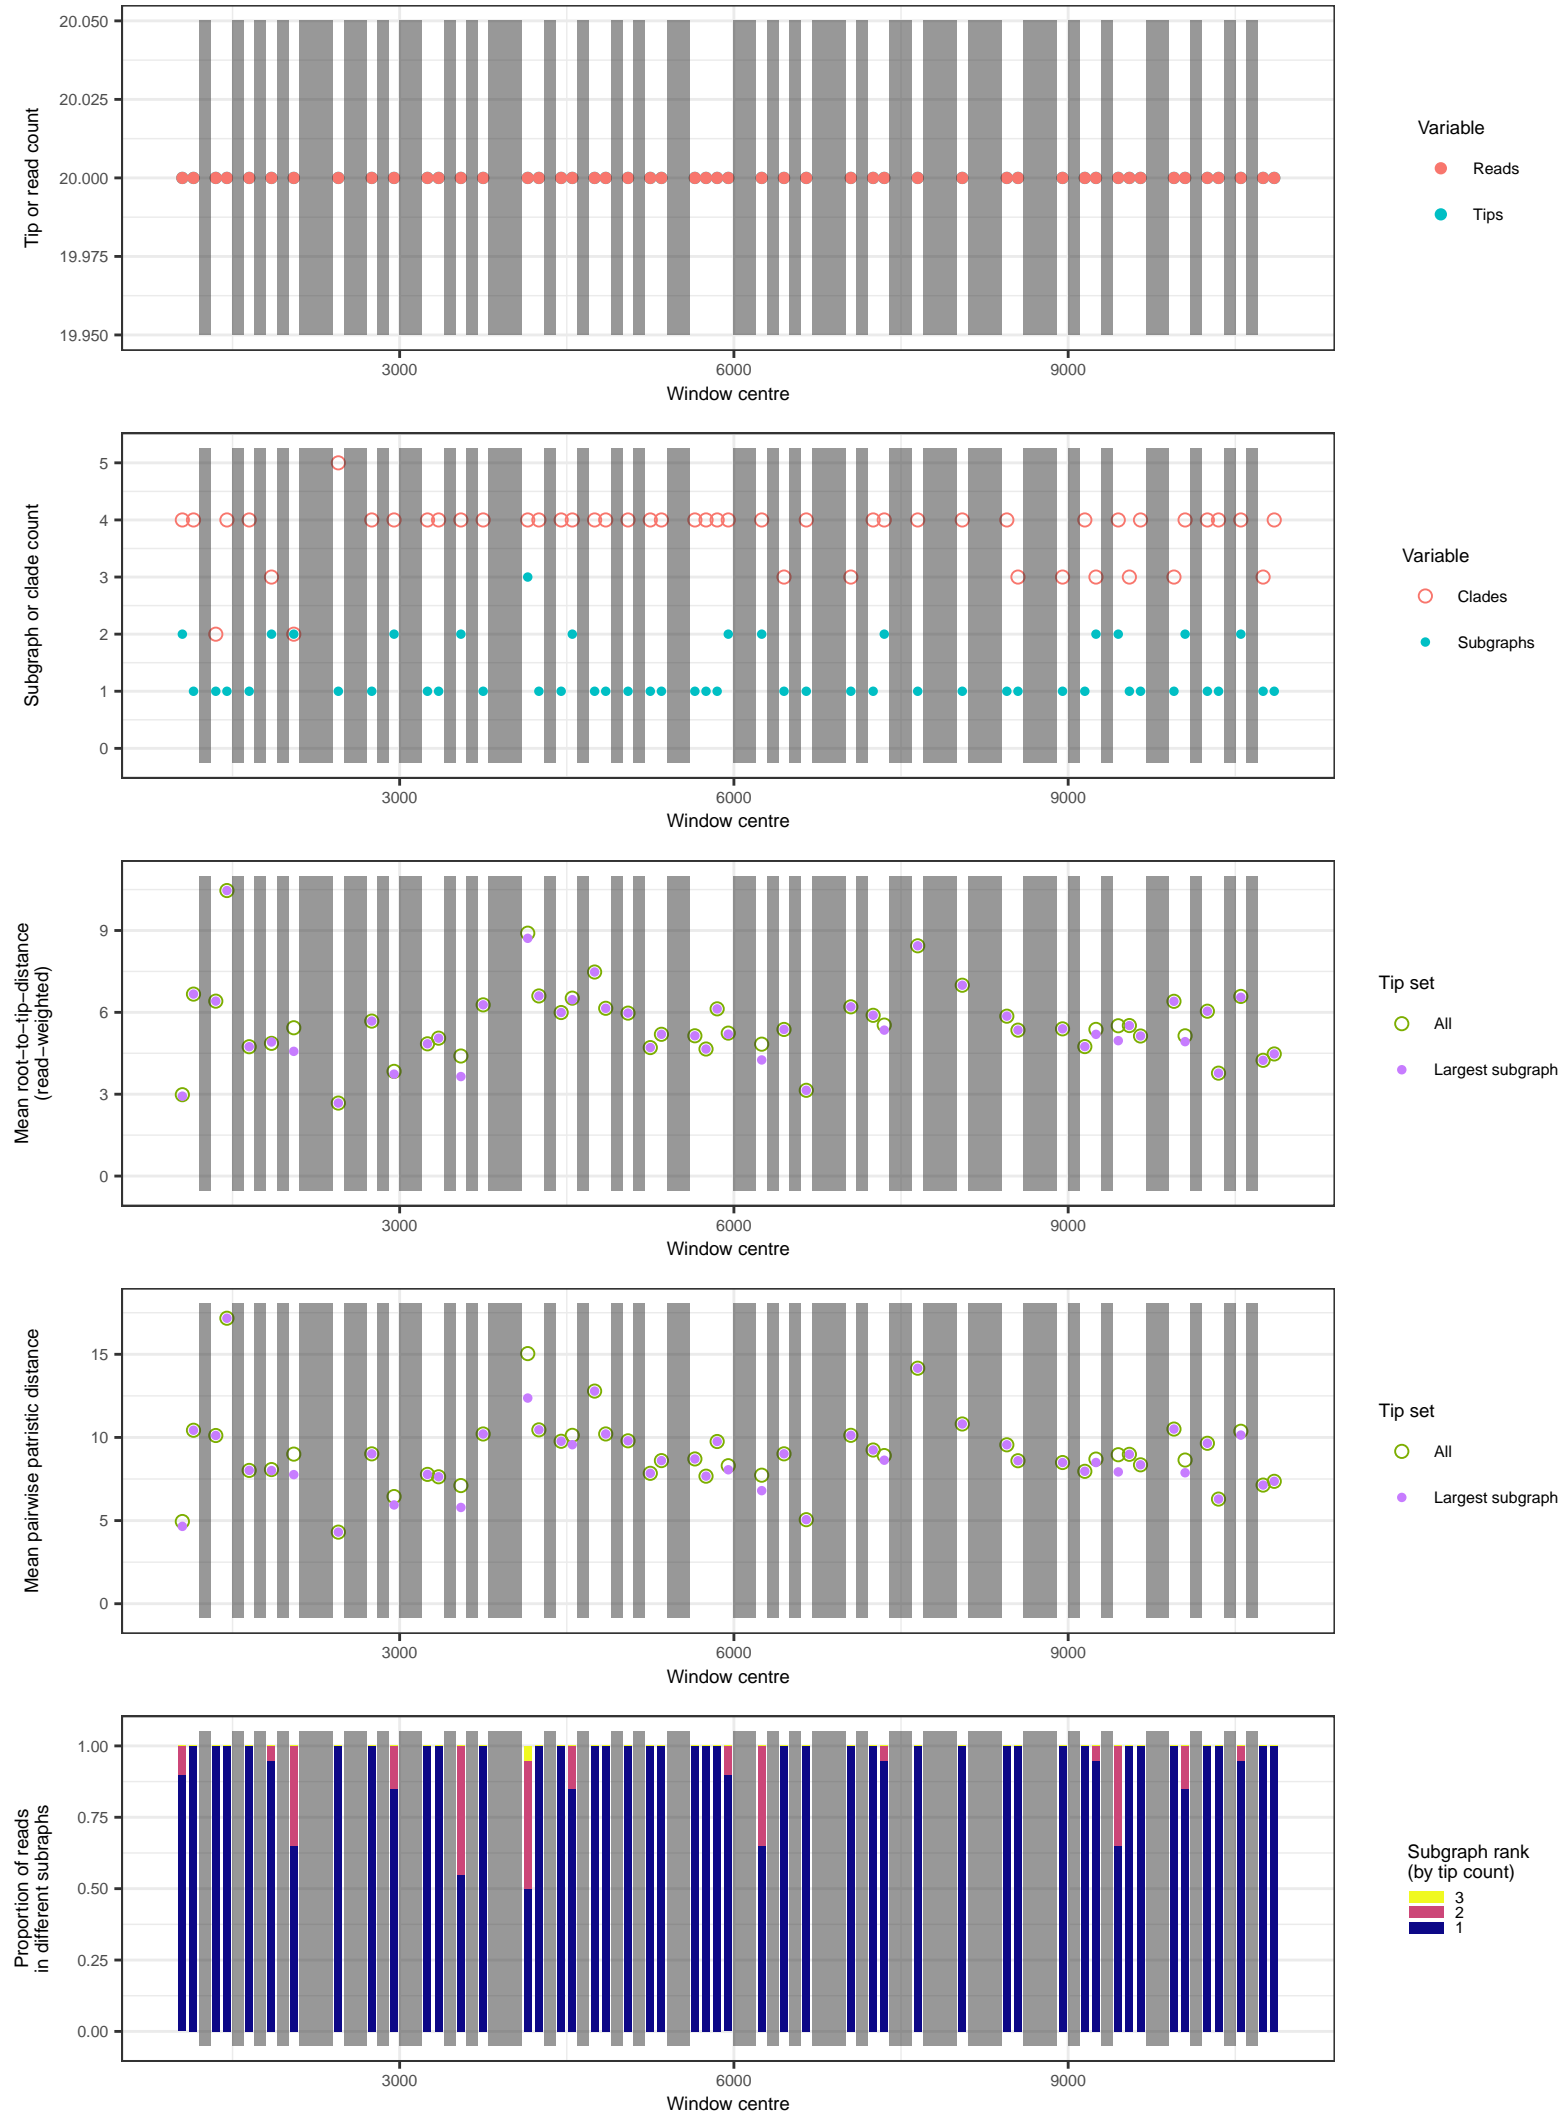 20.050
20.025
20.000
19.975
19.950
Tip or read count
3000
6000
9000
Window centre
Variable
Reads
Tips
5
4
3
2
1
0
Subgraph or clade count
3000
6000
9000
Window centre
Variable
Clades
Subgraphs
9
6
3
0
Mean root−to−tip−distance
(read−weighted)
3000
6000
9000
Window centre
Tip set
All
Largest subgraph
15
10
5
0
Mean pairwise patristic distance
3000
6000
9000
Window centre
Tip set
All
Largest subgraph
1.00
0.75
0.50
0.25
0.00
Proportion of reads
in different subraphs
3000
6000
9000
Window centre
Subgraph rank
(by tip count)
3
2
1